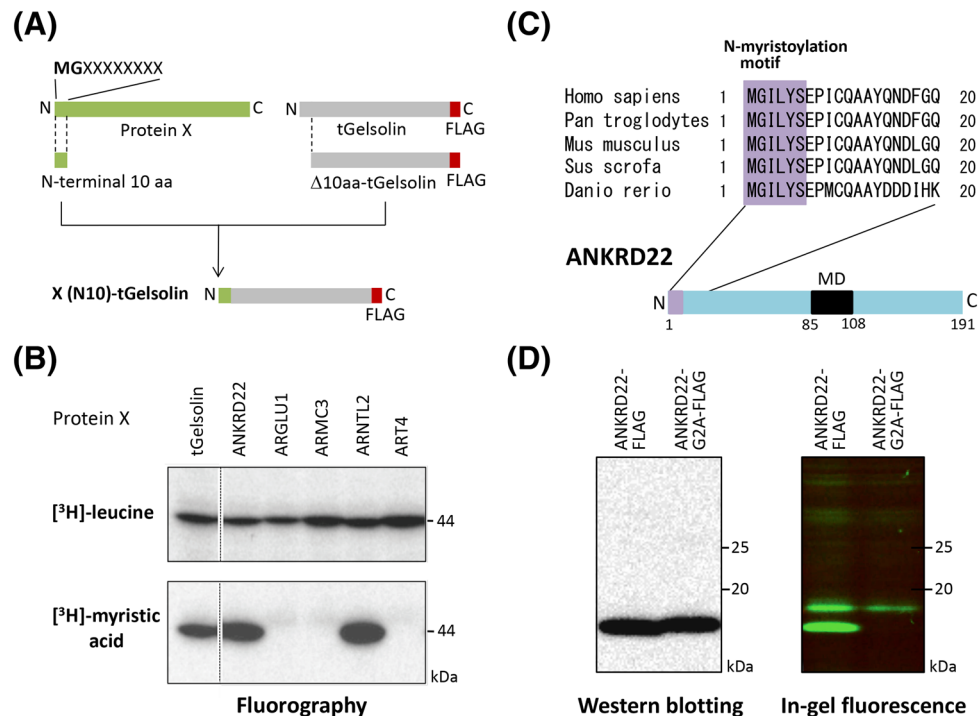 (A)
MGXXXXXXXX
N
C
Protein X
N-terminal 10 aa
N
C
tGelsolin
FLAG
Δ10aa-tGelsolin
FLAG
X (N10)-tGelsolin
N
C
FLAG
(B)
Protein X
tGelsolin
ANKRD22
ARGLU1
ARMC3
ARNTL2
ART4
[³H]-leucine
44
[³H]-myristic
acid
44
kDa
Fluorography
(C)
N-myristoylation
motif
Homo sapiens 1 MGILYSEPICQAAYQNDFGQ 20
Pan troglodytes 1 MGILYSEPICQAAYQNDFGQ 20
Mus musculus 1 MGILYSEPICQAAYQNDLGQ 20
Sus scrofa 1 MGILYSEPICQAAYQNDLGQ 20
Danio rerio 1 MGILYSEPMCQAAYDDDIHK 20
ANKRD22
MD
N
C
1 85 108 191
(D)
ANKRD22-
FLAG
ANKRD22-
G2A-FLAG
25
20
kDa
Western blotting
ANKRD22-
FLAG
ANKRD22-
G2A-FLAG
25
20
kDa
In-gel fluorescence